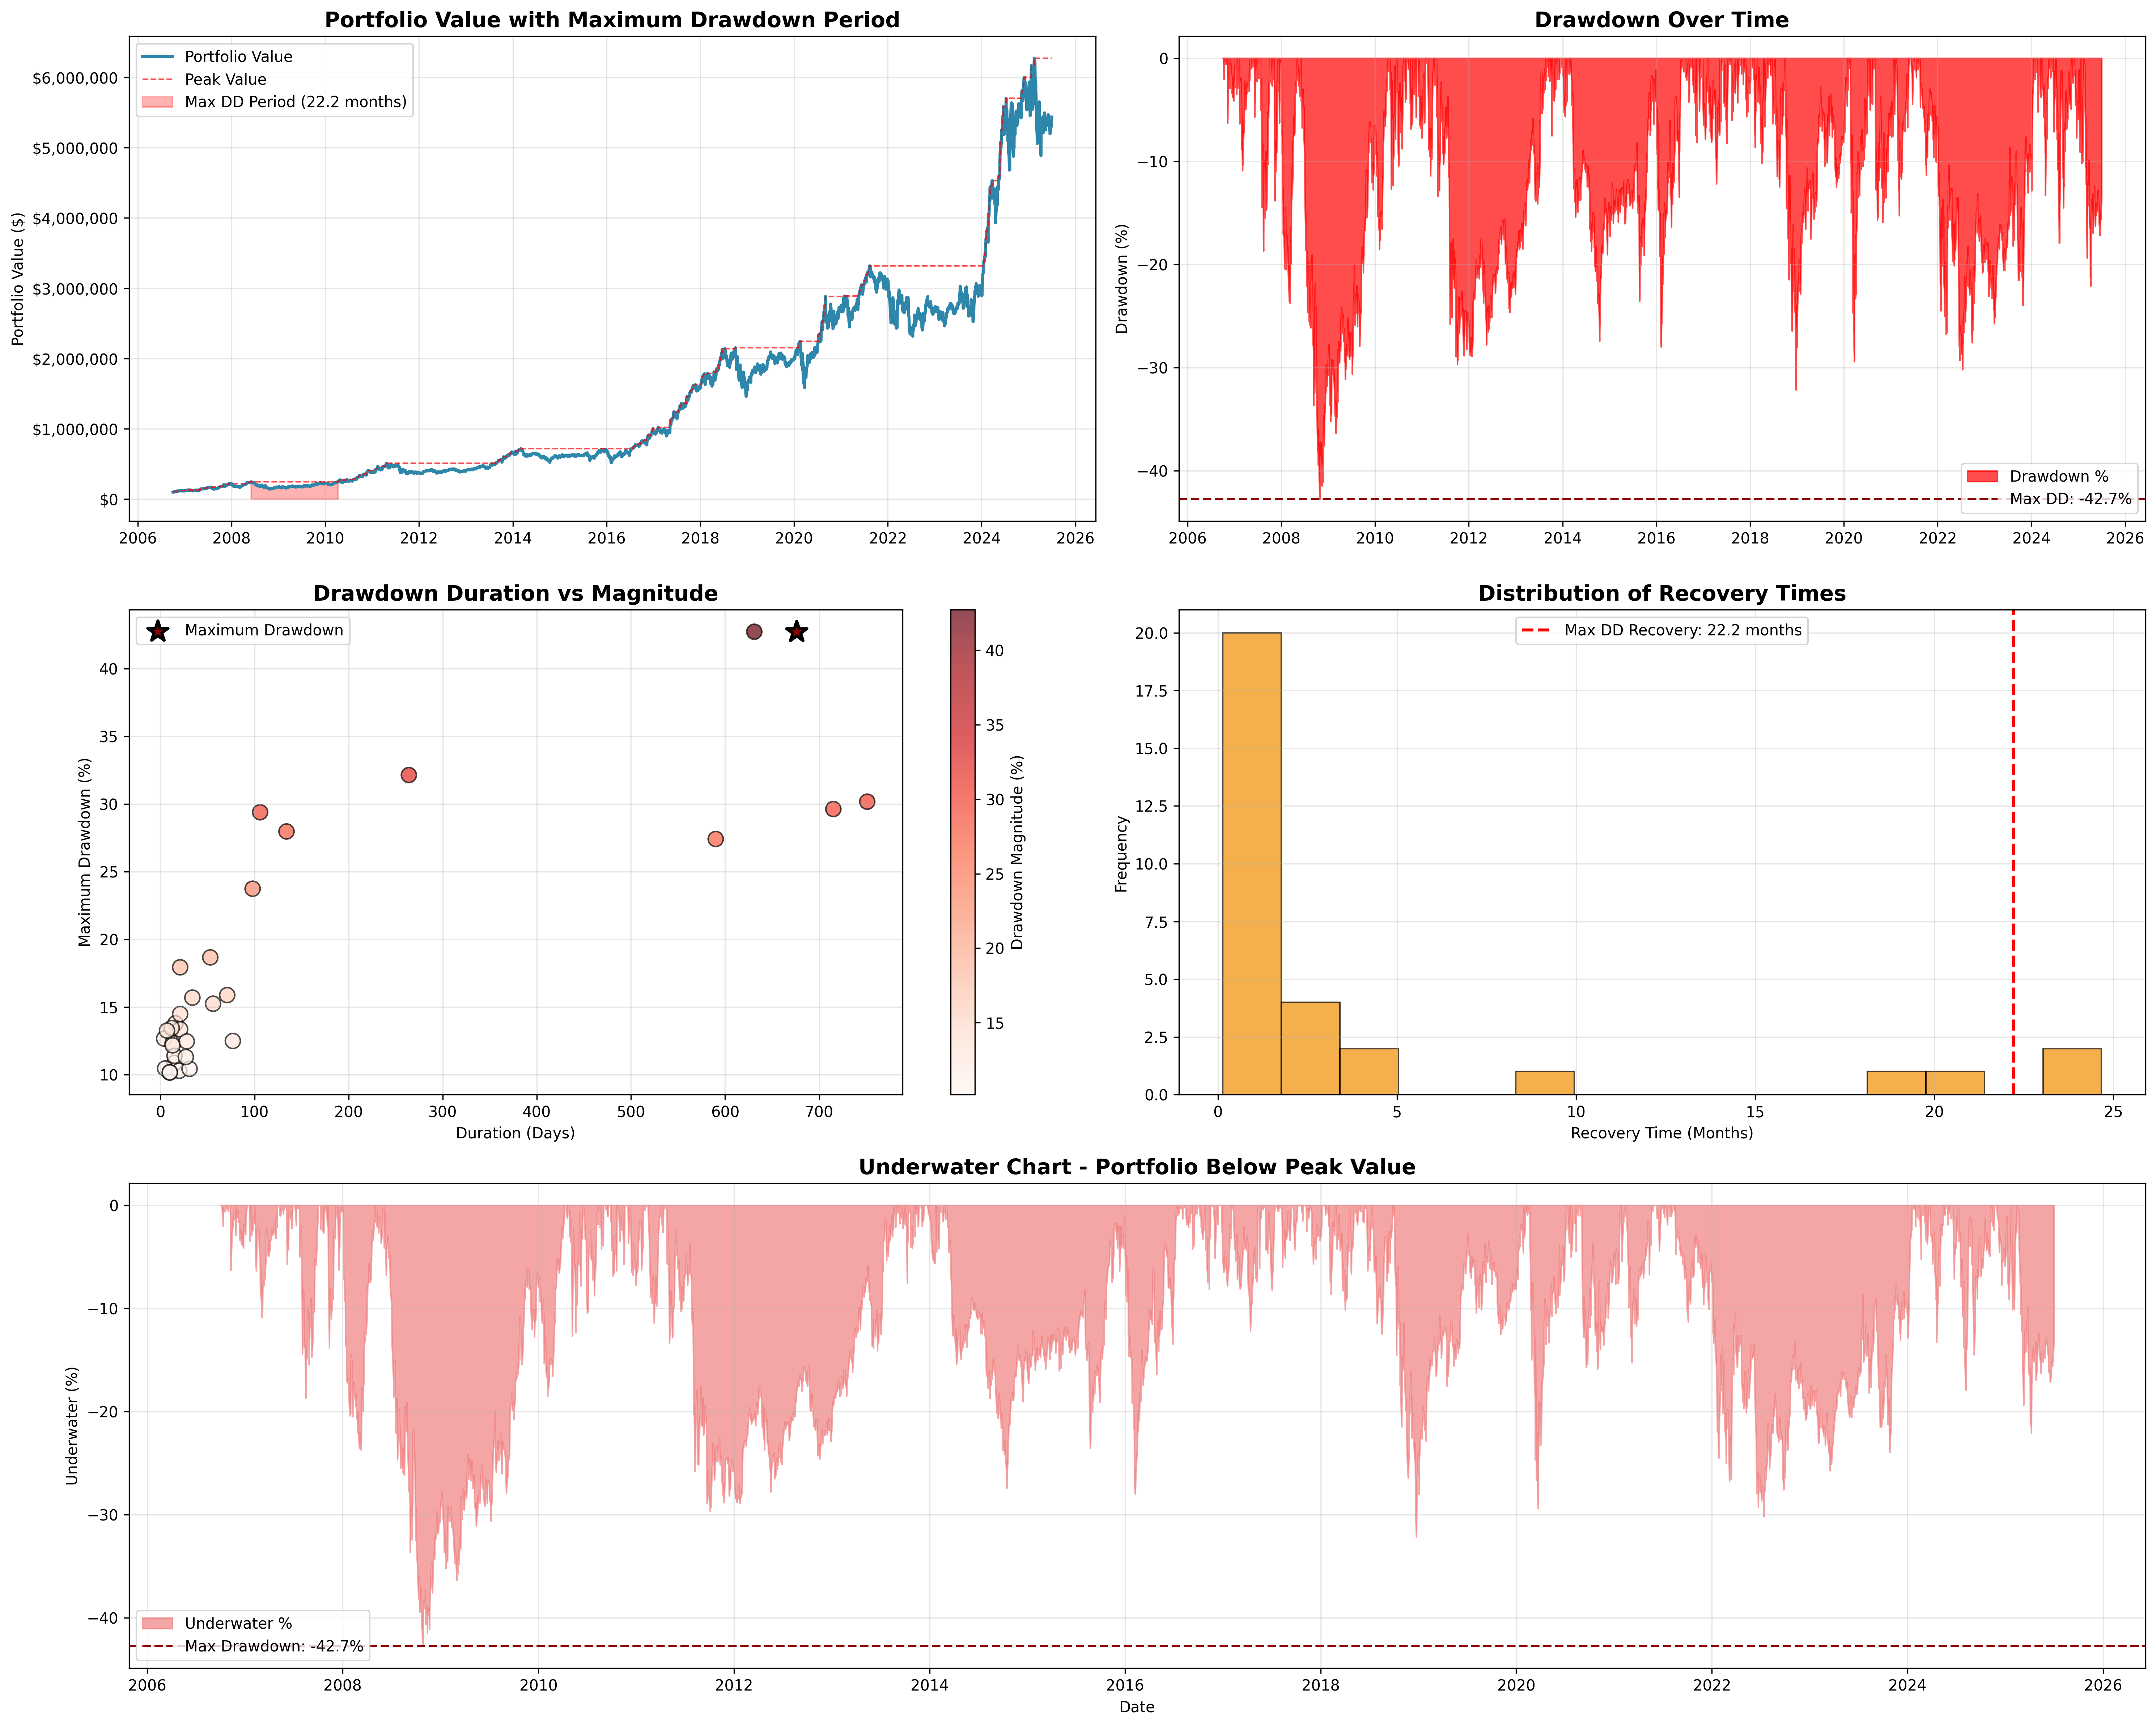 Portfolio Value with Maximum Drawdown Period
Portfolio Value ($)
$6,000,000
$5,000,000
$4,000,000
$3,000,000
$2,000,000
$1,000,000
$0
Portfolio Value
Peak Value
Max DD Period (22.2 months)
2006 2008 2010 2012 2014 2016 2018 2020 2022 2024 2026
Drawdown Over Time
Drawdown (%)
0
−10
−20
−30
−40
Drawdown %
Max DD: -42.7%
2006 2008 2010 2012 2014 2016 2018 2020 2022 2024 2026
Drawdown Duration vs Magnitude
Maximum Drawdown (%)
Maximum Drawdown
40
35
30
25
20
15
10
0 100 200 300 400 500 600 700
Duration (Days)
40
35
30
25
20
15
Drawdown Magnitude (%)
Distribution of Recovery Times
Frequency
Max DD Recovery: 22.2 months
20.0
17.5
15.0
12.5
10.0
7.5
5.0
2.5
0.0
0 5 10 15 20 25
Recovery Time (Months)
Underwater Chart - Portfolio Below Peak Value
Underwater (%)
0
−10
−20
−30
−40
Underwater %
Max Drawdown: -42.7%
2006 2008 2010 2012 2014 2016 2018 2020 2022 2024 2026
Date